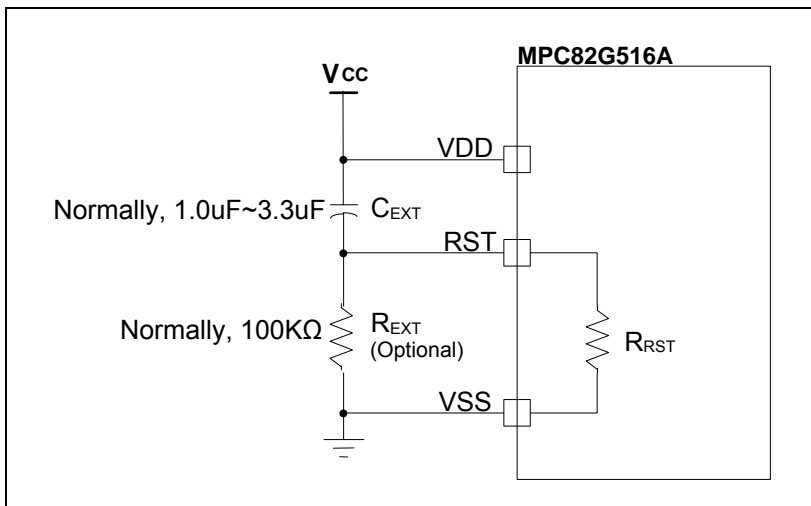 MPC82G516A
VCC
VDD
Normally, 1.0uF~3.3uF CEXT
RST
Normally, 100KΩ REXT
(Optional)
RRST
VSS